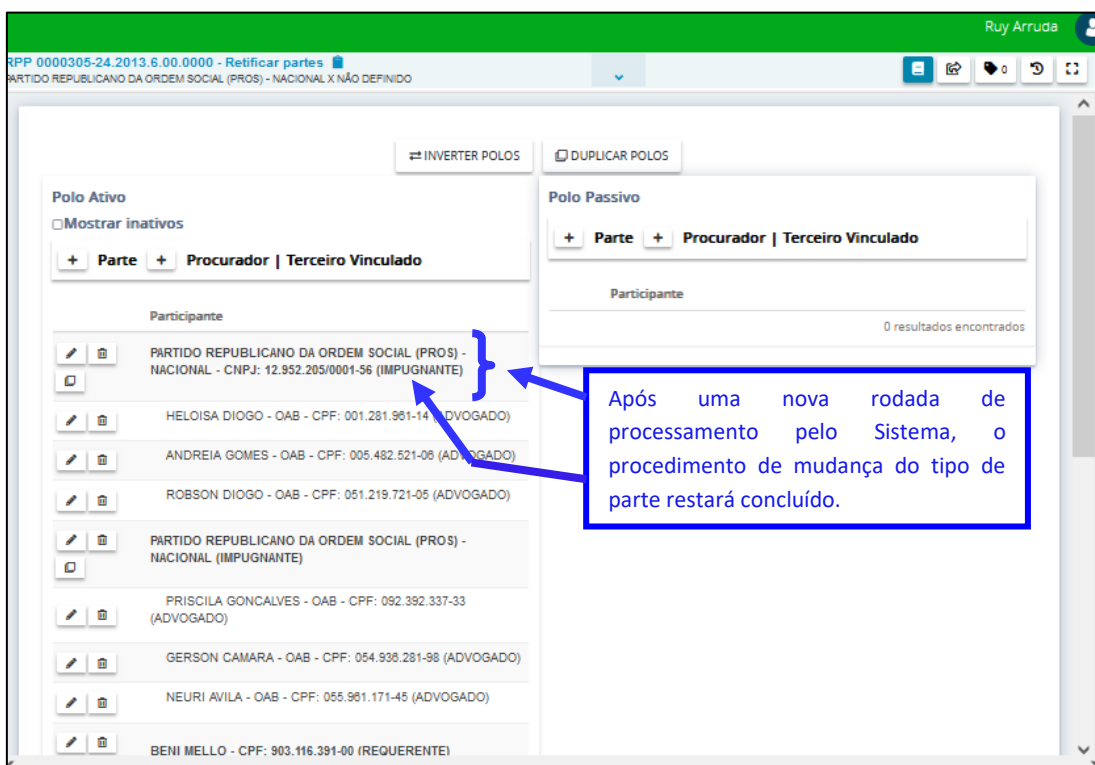 Ruy Arruda
RPP 0000305-24.2013.6.00.0000 - Retificar partes
PARTIDO REPUBLICANO DA ORDEM SOCIAL (PROS) - NACIONAL X NÃO DEFINIDO
0
INVERTER POLOS
DUPLICAR POLOS
Polo Ativo
Mostrar inativos
+ Parte + Procurador | Terceiro Vinculado
Participante
PARTIDO REPUBLICANO DA ORDEM SOCIAL (PROS) -
NACIONAL - CNPJ: 12.952.205/0001-56 (IMPUGNANTE)
HELOISA DIOGO - OAB - CPF: 001.281.961-14 (ADVOGADO)
ANDREIA GOMES - OAB - CPF: 005.482.521-06 (ADVOGADO)
ROBSON DIOGO - OAB - CPF: 051.219.721-05 (ADVOGADO)
PARTIDO REPUBLICANO DA ORDEM SOCIAL (PROS) -
NACIONAL (IMPUGNANTE)
PRISCILA GONCALVES - OAB - CPF: 092.392.337-33
(ADVOGADO)
GERSON CAMARA - OAB - CPF: 054.936.281-98 (ADVOGADO)
NEURI AVILA - OAB - CPF: 055.961.171-45 (ADVOGADO)
BENI MELLO - CPF: 903.116.391-00 (REQUERENTE)
Polo Passivo
+ Parte + Procurador | Terceiro Vinculado
Participante
0 resultados encontrados
Após uma nova rodada de
processamento pelo Sistema, o
procedimento de mudança do tipo de
parte restará concluído.